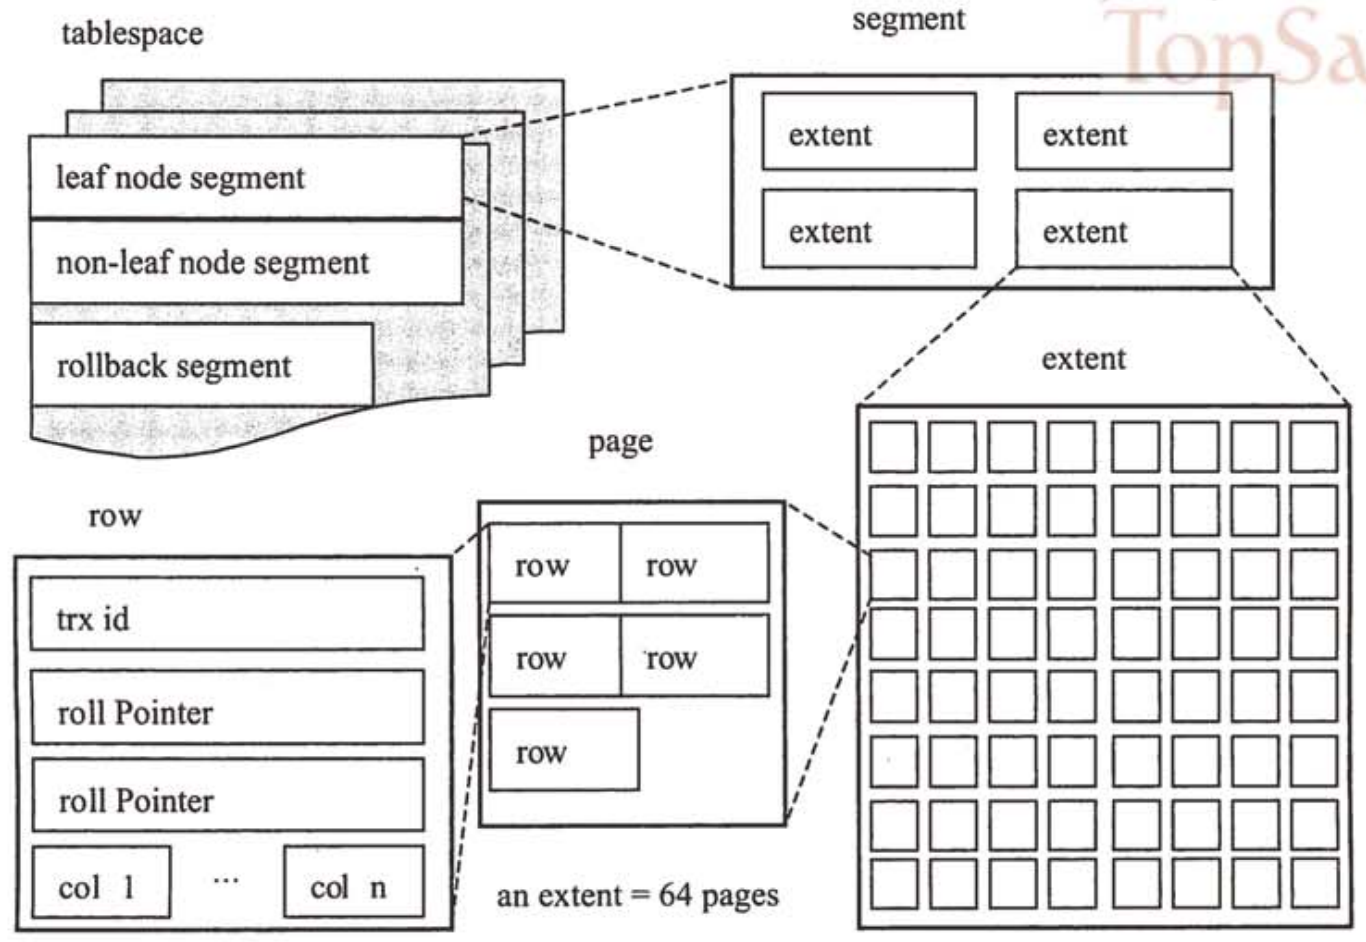 tablespace
leaf node segment
non-leaf node segment
rollback segment
segment
TopSa
extent
extent
extent
extent
extent
page
row
row
row
row
row
row
trx id
roll Pointer
roll Pointer
col 1
...
col n
an extent = 64 pages